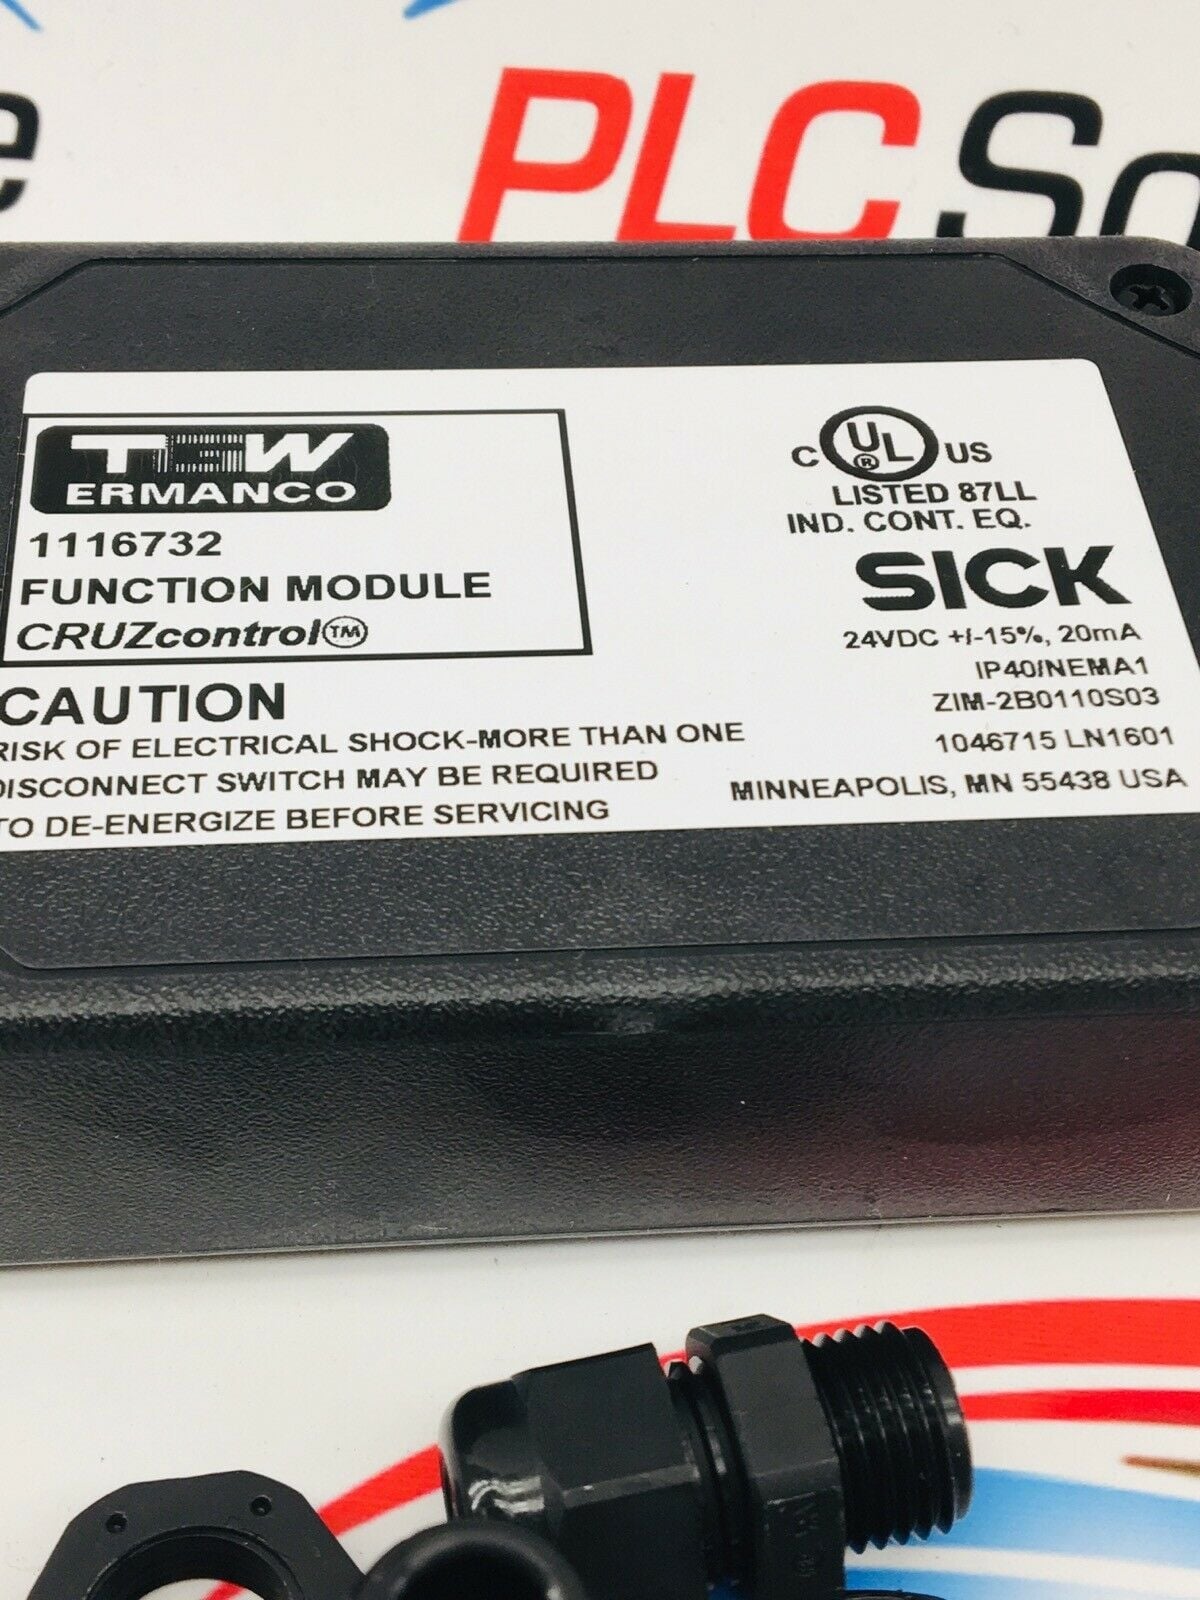 e
PLC So
TGW
ERMANCO
1116732
FUNCTION MODULE
CRUZcontrol™
CAUTION
RISK OF ELECTRICAL SHOCK-MORE THAN ONE
DISCONNECT SWITCH MAY BE REQUIRED
TO DE-ENERGIZE BEFORE SERVICING
C UL® US
LISTED 87LL
IND. CONT. EQ.
SICK
24VDC +/-15%, 20mA
IP40/NEMA1
ZIM-2B0110S03
1046715 LN1601
MINNEAPOLIS, MN 55438 USA